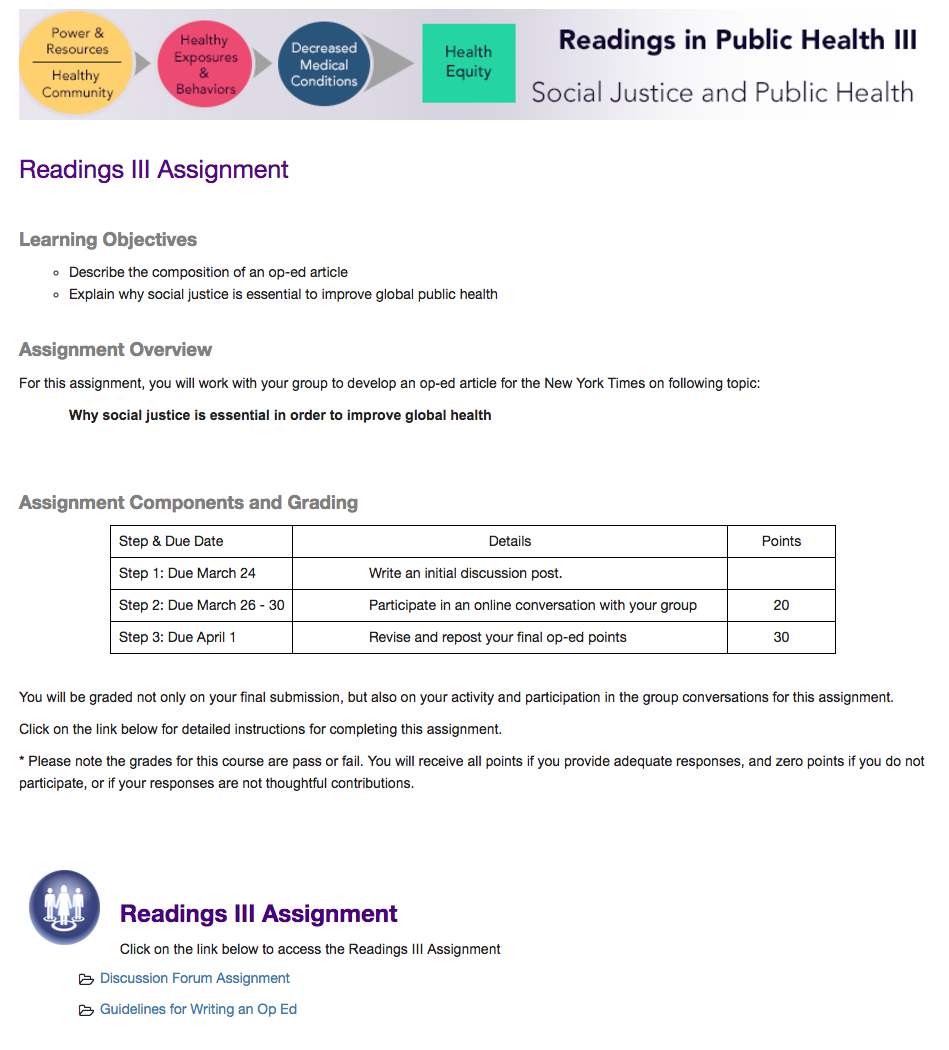 Power &
Resources
Healthy
Community
Healthy
Exposures
&
Behaviors
Decreased
Medical
Conditions
Health
Equity
Readings in Public Health III
Social Justice and Public Health
Readings III Assignment
Learning Objectives
Describe the composition of an op-ed article
Explain why social justice is essential to improve global public health
Assignment Overview
For this assignment, you will work with your group to develop an op-ed article for the New York Times on following topic:
Why social justice is essential in order to improve global health
Assignment Components and Grading
Step & Due Date Details Points
Step 1: Due March 24 Write an initial discussion post.
Step 2: Due March 26 - 30 Participate in an online conversation with your group 20
Step 3: Due April 1 Revise and repost your final op-ed points 30
You will be graded not only on your final submission, but also on your activity and participation in the group conversations for this assignment.
Click on the link below for detailed instructions for completing this assignment.
* Please note the grades for this course are pass or fail. You will receive all points if you provide adequate responses, and zero points if you do not
participate, or if your responses are not thoughtful contributions.
Readings III Assignment
Click on the link below to access the Readings III Assignment
Discussion Forum Assignment
Guidelines for Writing an Op Ed